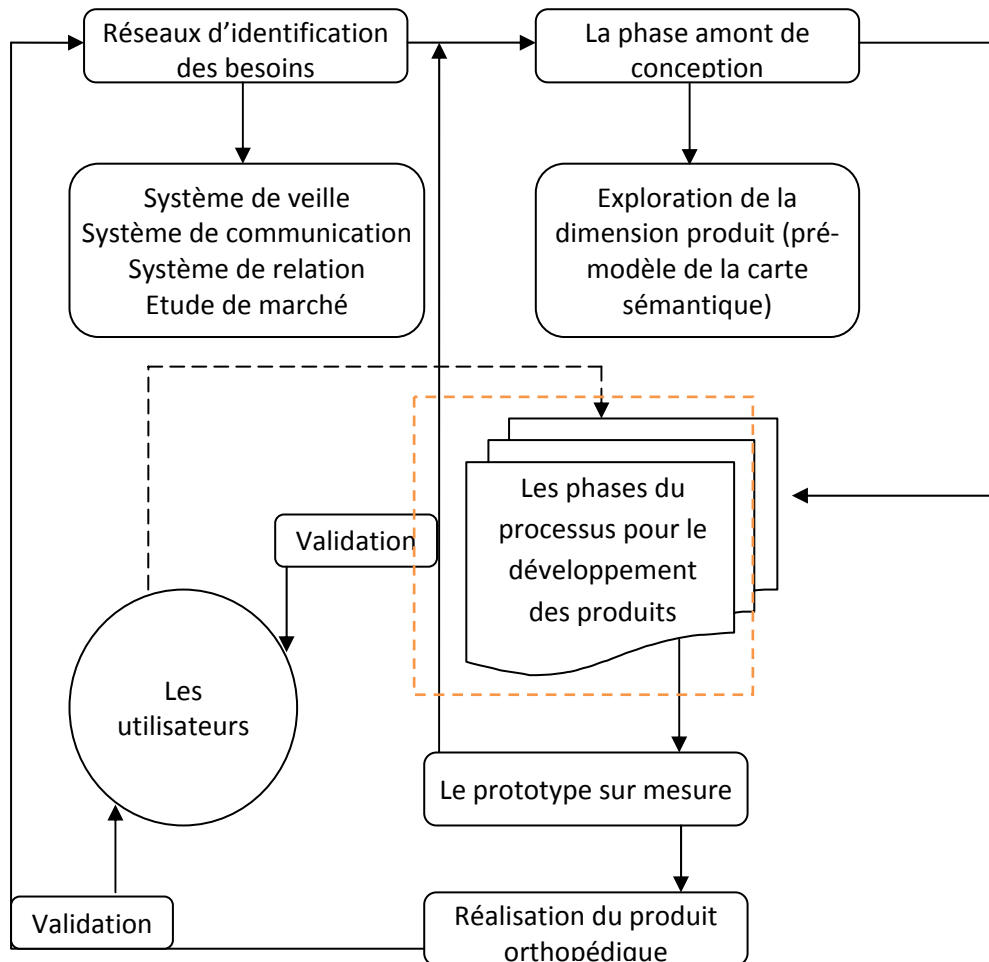 Réseaux d’identification
des besoins
La phase amont de
conception
Système de veille
Système de communication
Système de relation
Etude de marché
Exploration de la
dimension produit (pré-
modèle de la carte
sémantique)
Les phases du
processus pour le
développement
des produits
Validation
Les
utilisateurs
Le prototype sur mesure
Validation
Réalisation du produit
orthopédique